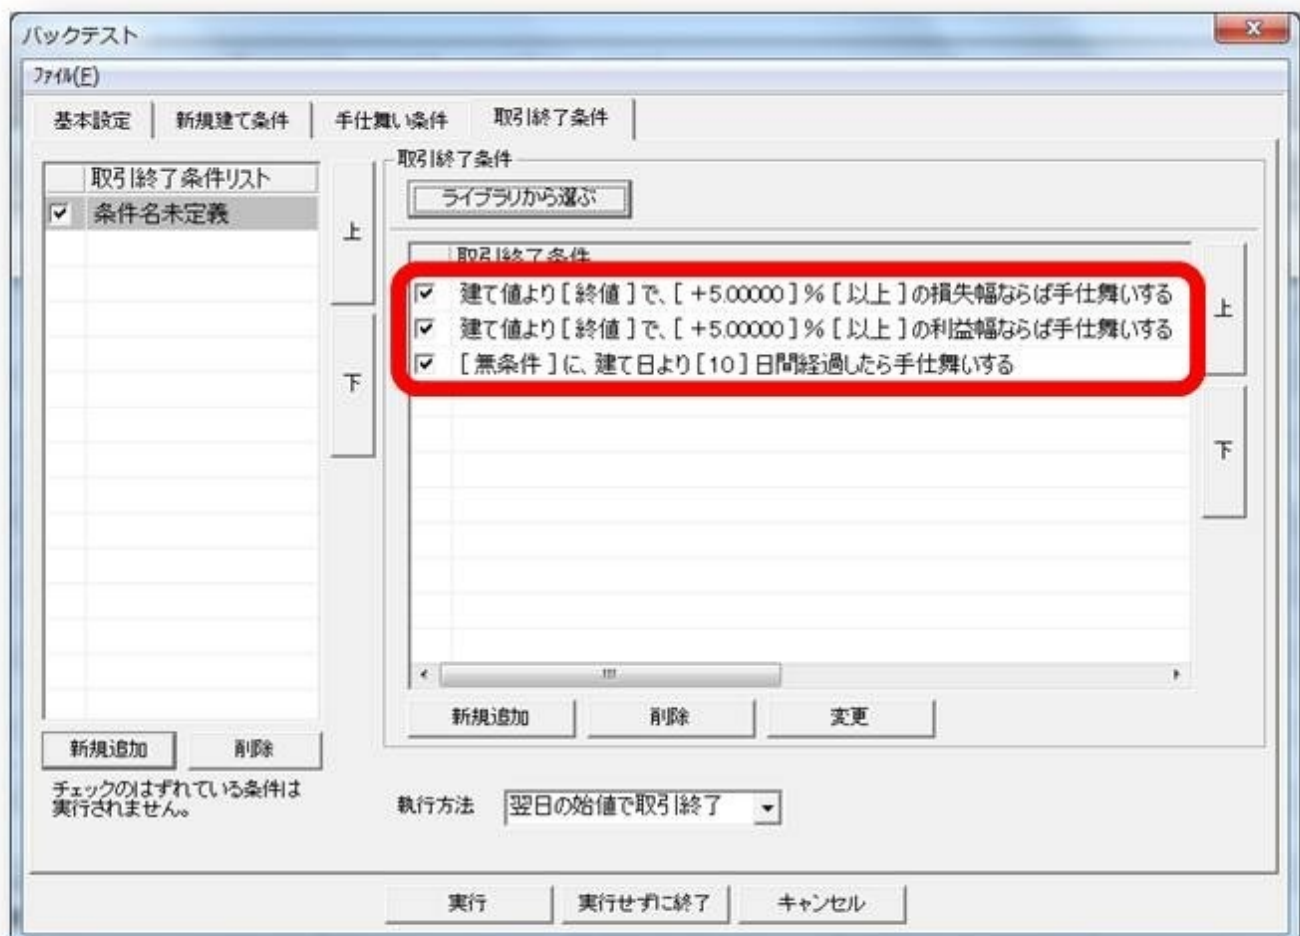 バックテスト
ファイル(F)
基本設定
新規建て条件
手仕舞い条件
取引終了条件
取引終了条件リスト
条件名未定義
上
下
新規追加
削除
チェックのはずれている条件は
実行されません。
取引終了条件
ライブラリから選ぶ
取引終了条件
建て値より[終値]で、[+5.00000]%[以上]の損失幅ならば手仕舞いする
建て値より[終値]で、[+5.00000]%[以上]の利益幅ならば手仕舞いする
[無条件]に、建て日より[10]日間経過したら手仕舞いする
上
下
新規追加
削除
変更
執行方法
翌日の始値で取引終了
実行
実行せずに終了
キャンセル